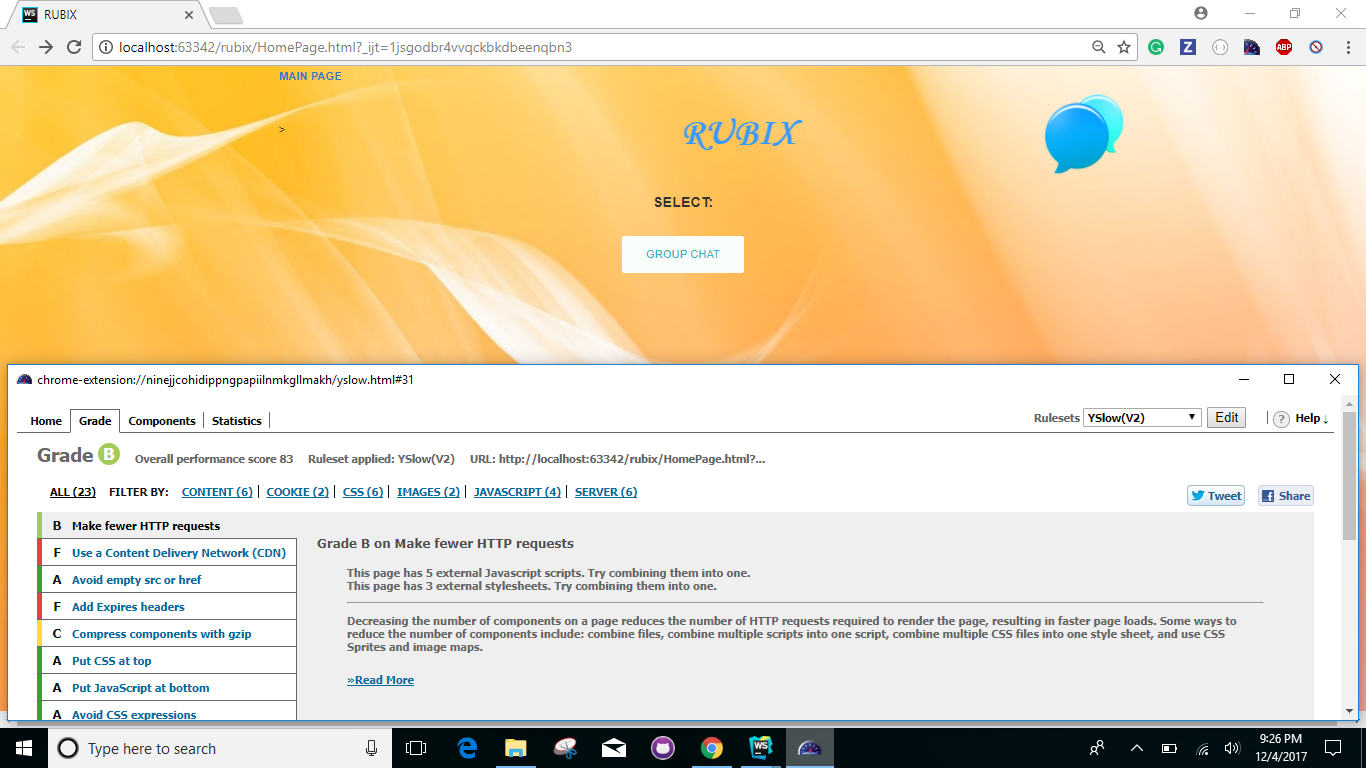 RUBIX
localhost:63342/rubix/HomePage.html?_ijt=1jsgodbr4vvqckbkdbeenqbn3
ABP
MAIN PAGE
>
RUBIX
SELECT:
GROUP CHAT
chrome-extension://ninejjcohidippngpapiilnmkgllmakh/yslow.html#31
Home Grade Components Statistics Rulesets YSlow(V2) Edit ? Help ↓
Grade B Overall performance score 83 Ruleset applied: YSlow(V2) URL: http://localhost:63342/rubix/HomePage.html?...
ALL (23) FILTER BY: CONTENT (6) | COOKIE (2) | CSS (6) | IMAGES (2) | JAVASCRIPT (4) | SERVER (6)
Tweet Share
B Make fewer HTTP requests
F Use a Content Delivery Network (CDN)
A Avoid empty src or href
F Add Expires headers
C Compress components with gzip
A Put CSS at top
A Put JavaScript at bottom
A Avoid CSS expressions
Grade B on Make fewer HTTP requests
This page has 5 external Javascript scripts. Try combining them into one.
This page has 3 external stylesheets. Try combining them into one.
Decreasing the number of components on a page reduces the number of HTTP requests required to render the page, resulting in faster page loads. Some ways to
reduce the number of components include: combine files, combine multiple scripts into one script, combine multiple CSS files into one style sheet, and use CSS
Sprites and image maps.
»Read More
Type here to search
WS
9:26 PM
12/4/2017